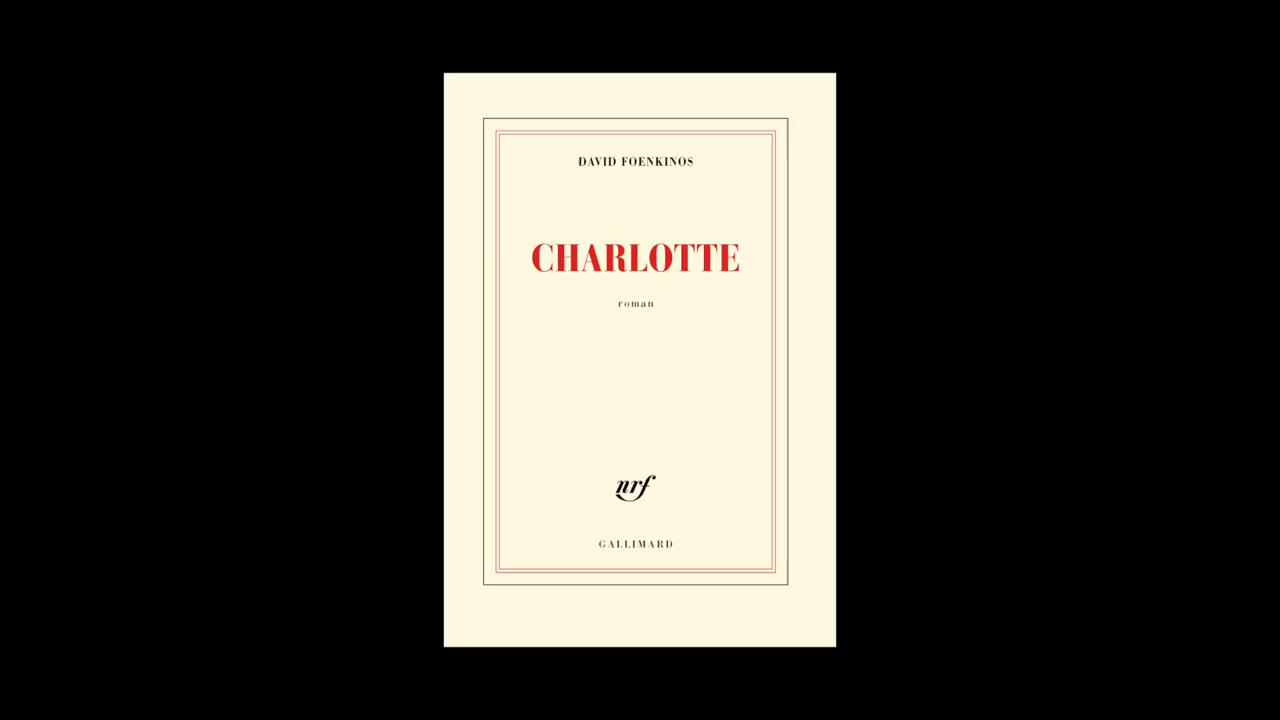 DAVID FOENKINOS
CHARLOTTE
roman
nrf
GALLIMARD